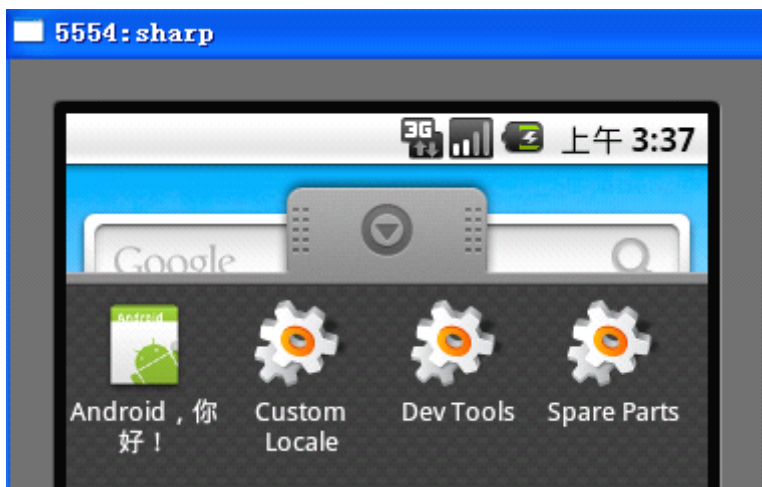 5554:sharp
3G 上午 3:37
Google
Android
Android，你 Custom Dev Tools Spare Parts
好！ Locale